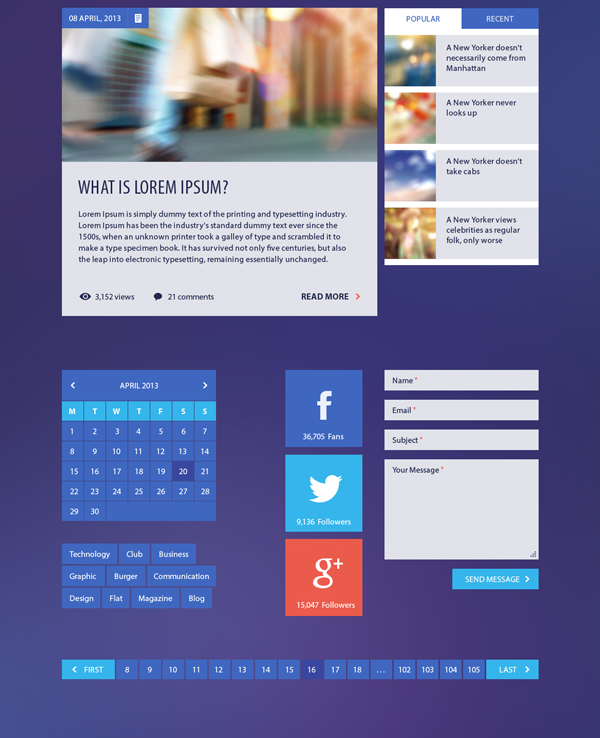 08 APRIL, 2013
WHAT IS LOREM IPSUM?
Lorem Ipsum is simply dummy text of the printing and typesetting industry.
Lorem Ipsum has been the industry's standard dummy text ever since the
1500s, when an unknown printer took a galley of type and scrambled it to
make a type specimen book. It has survived not only five centuries, but also
the leap into electronic typesetting, remaining essentially unchanged.
3,152 views 21 comments READ MORE
POPULAR RECENT
A New Yorker doesn't
necessarily come from
Manhattan
A New Yorker never
looks up
A New Yorker doesn't
take cabs
A New Yorker views
celebrities as regular
folk, only worse
APRIL 2013
M T W T F S S
1 2 3 4 5 6 7
8 9 10 11 12 13 14
15 16 17 18 19 20 21
22 23 24 25 26 27 28
29 30
Technology Club Business
Graphic Burger Communication
Design Flat Magazine Blog
f
36,705 Fans
9,136 Followers
g+
15,047 Followers
Name *
Email *
Subject *
Your Message *
SEND MESSAGE
FIRST 8 9 10 11 12 13 14 15 16 17 18 ... 102 103 104 105 LAST